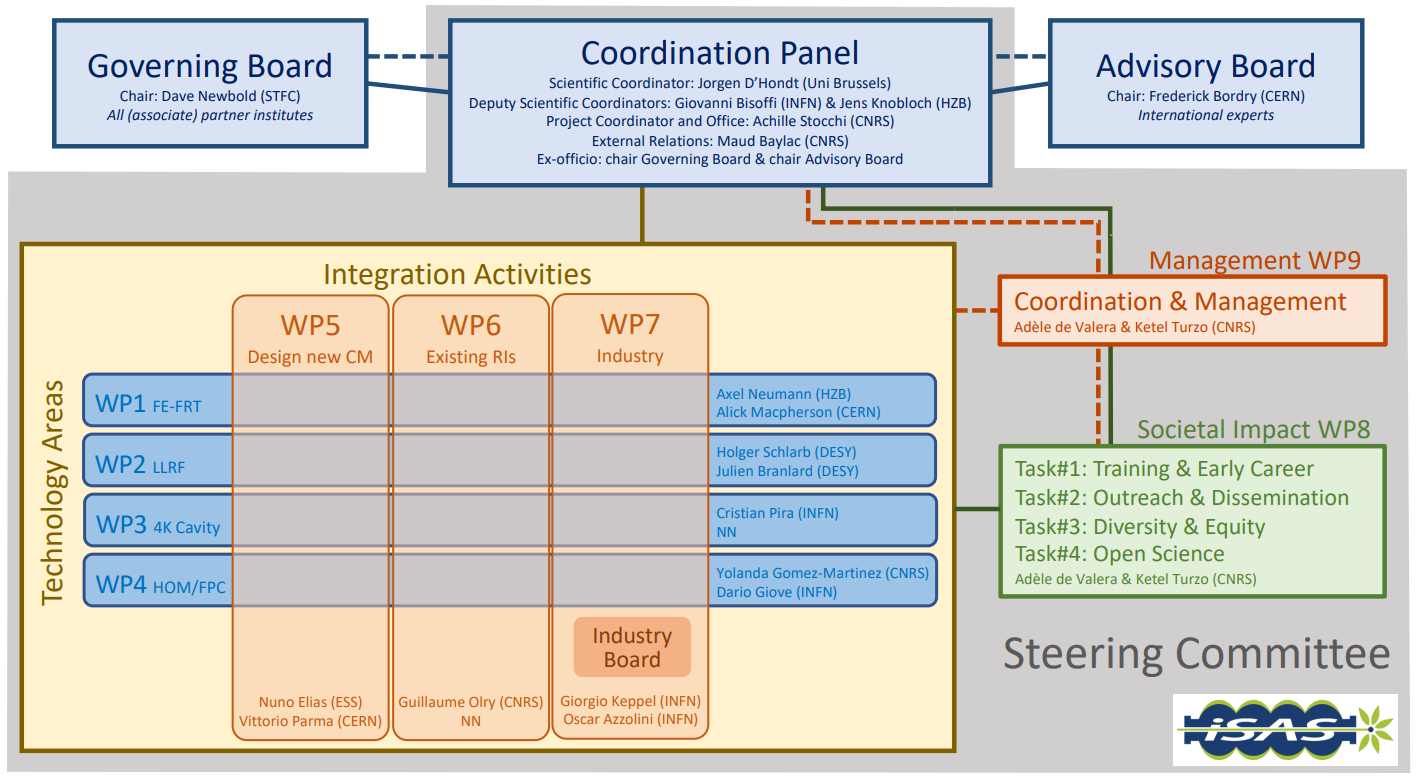 Governing Board
Chair: Dave Newbold (STFC)
All (associate) partner institutes
Coordination Panel
Scientific Coordinator: Jorgen D’Hondt (Uni Brussels)
Deputy Scientific Coordinators: Giovanni Bisoffi (INFN) & Jens Knobloch (HZB)
Project Coordinator and Office: Achille Stocchi (CNRS)
External Relations: Maud Baylac (CNRS)
Ex-officio: chair Governing Board & chair Advisory Board
Advisory Board
Chair: Frederick Bordry (CERN)
International experts
Integration Activities
WP5
Design new CM
WP6
Existing RIs
WP7
Industry
Technology Areas
WP1 FE-FRT
Axel Neumann (HZB)
Alick Macpherson (CERN)
WP2 LLRF
Holger Schlarb (DESY)
Julien Branlard (DESY)
WP3 4K Cavity
Cristian Pira (INFN)
NN
WP4 HOM/FPC
Yolanda Gomez-Martinez (CNRS)
Dario Giove (INFN)
Industry
Board
Nuno Elias (ESS)
Vittorio Parma (CERN)
Guillaume Olry (CNRS)
NN
Giorgio Keppel (INFN)
Oscar Azzolini (INFN)
Management WP9
Coordination & Management
Adèle de Valera & Ketel Turzo (CNRS)
Societal Impact WP8
Task#1: Training & Early Career
Task#2: Outreach & Dissemination
Task#3: Diversity & Equity
Task#4: Open Science
Adèle de Valera & Ketel Turzo (CNRS)
Steering Committee
iSAS